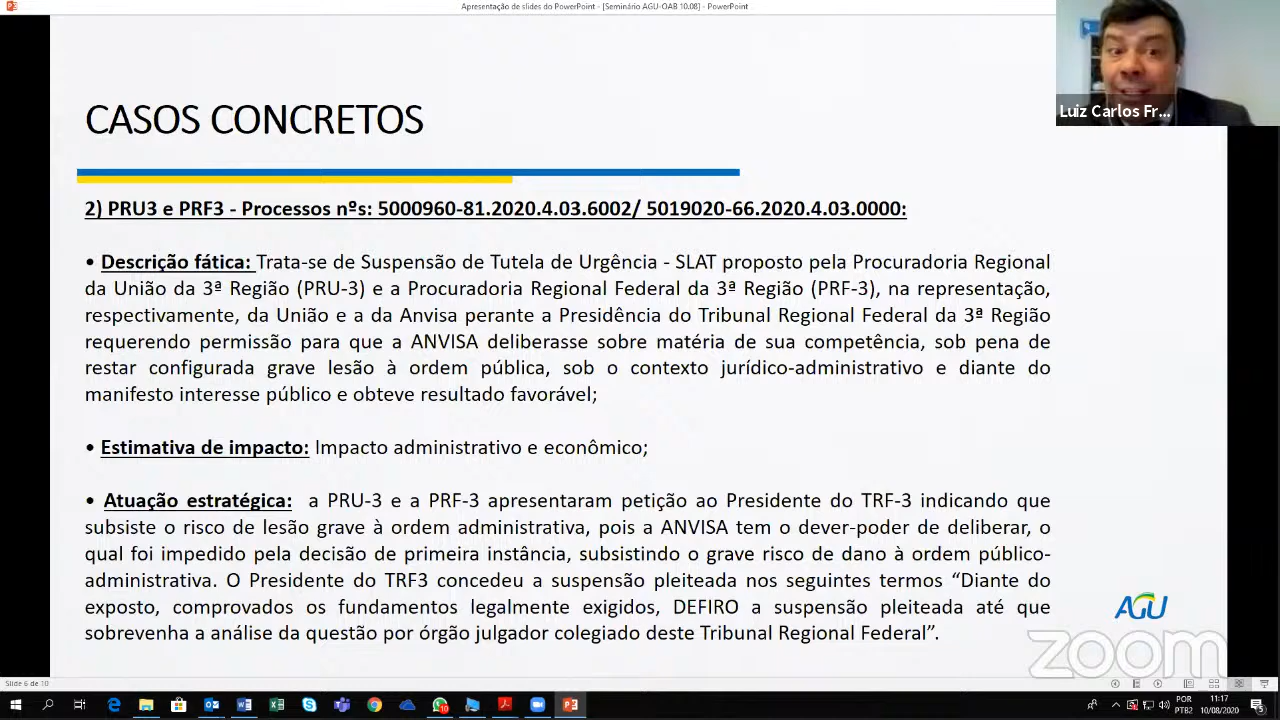 Apresentação de slides do PowerPoint - [Seminário AGU-OAB 10.08] - PowerPoint
Luiz Carlos Fr...
CASOS CONCRETOS
2) PRU3 e PRF3 - Processos nºs: 5000960-81.2020.4.03.6002/ 5019020-66.2020.4.03.0000:
• Descrição fática: Trata-se de Suspensão de Tutela de Urgência - SLAT proposto pela Procuradoria Regional
da União da 3ª Região (PRU-3) e a Procuradoria Regional Federal da 3ª Região (PRF-3), na representação,
respectivamente, da União e a da Anvisa perante a Presidência do Tribunal Regional Federal da 3ª Região
requerendo permissão para que a ANVISA deliberasse sobre matéria de sua competência, sob pena de
restar configurada grave lesão à ordem pública, sob o contexto jurídico-administrativo e diante do
manifesto interesse público e obteve resultado favorável;
• Estimativa de impacto: Impacto administrativo e econômico;
• Atuação estratégica: a PRU-3 e a PRF-3 apresentaram petição ao Presidente do TRF-3 indicando que
subsiste o risco de lesão grave à ordem administrativa, pois a ANVISA tem o dever-poder de deliberar, o
qual foi impedido pela decisão de primeira instância, subsistindo o grave risco de dano à ordem público-
administrativa. O Presidente do TRF3 concedeu a suspensão pleiteada nos seguintes termos “Diante do
exposto, comprovados os fundamentos legalmente exigidos, DEFIRO a suspensão pleiteada até que
sobrevenha a análise da questão por órgão julgador colegiado deste Tribunal Regional Federal”.
AGU
zoom
Slide 6 de 10
POR
PTB2
11:17
10/08/2020